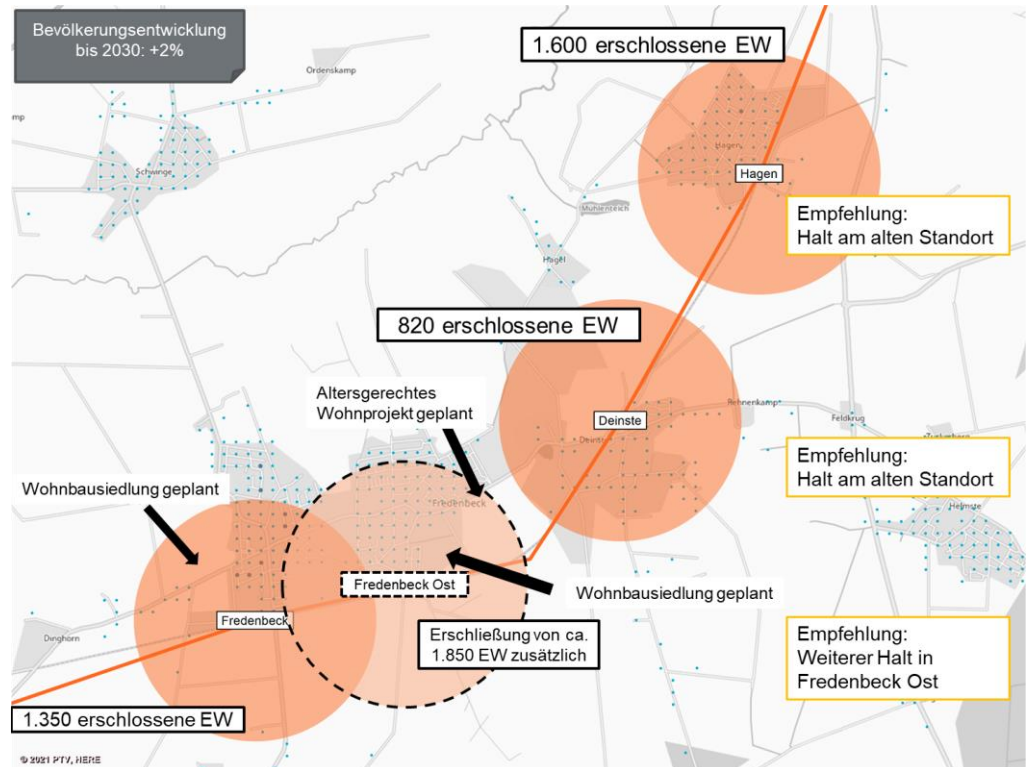 Bevölkerungsentwicklung
bis 2030: +2%
1.600 erschlossene EW
Ordenskamp
Schwinge
Hagen
Hagen
Mühlenteich
Empfehlung:
Halt am alten Standort
Hagel
820 erschlossene EW
Altersgerechtes
Wohnprojekt geplant
Deinste
Deinste
Feldkrug
Empfehlung:
Halt am alten Standort
Wohnbausiedlung geplant
Fredenbeck
Helmste
Fredenbeck Ost
Wohnbausiedlung geplant
Fredenbeck
Dinghorn
Erschließung von ca.
1.850 EW zusätzlich
Empfehlung:
Weiterer Halt in
Fredenbeck Ost
1.350 erschlossene EW
© 2021 PTV, HERE